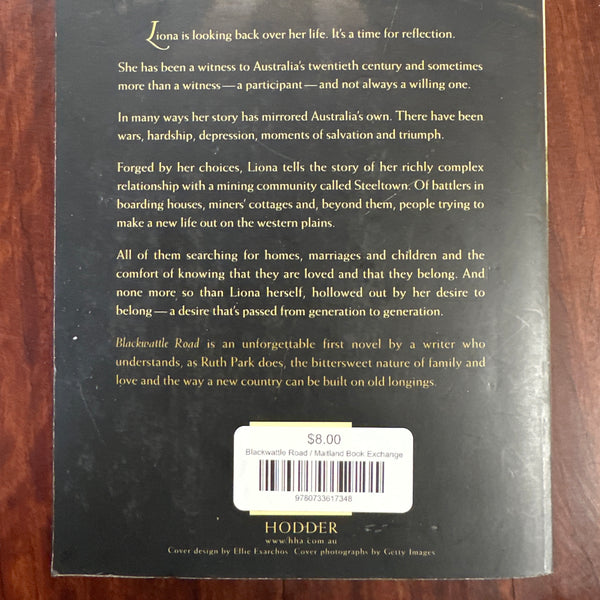 Liona is looking back over her life. It's a time for reflection.
She has been a witness to Australia's twentieth century and sometimes
more than a witness — a participant — and not always a willing one.
In many ways her story has mirrored Australia's own. There have been
wars, hardship, depression, moments of salvation and triumph.
Forged by her choices, Liona tells the story of her richly complex
relationship with a mining community called Steeltown. Of battlers in
boarding houses, miners' cottages and, beyond them, people trying to
make a new life out on the western plains.
All of them searching for homes, marriages and children and the
comfort of knowing that they are loved and that they belong. And
none more so than Liona herself, hollowed out by her desire to
belong — a desire that's passed from generation to generation.
Blackwattle Road is an unforgettable first novel by a writer who
understands, as Ruth Park does, the bittersweet nature of family and
love and the way a new country can be built on old longings.
$8.00
Blackwattle Road / Maitland Book Exchange
9780733617348
HODDER
www.hha.com.au
Cover design by Ellie Exarchos Cover photographs by Getty Images